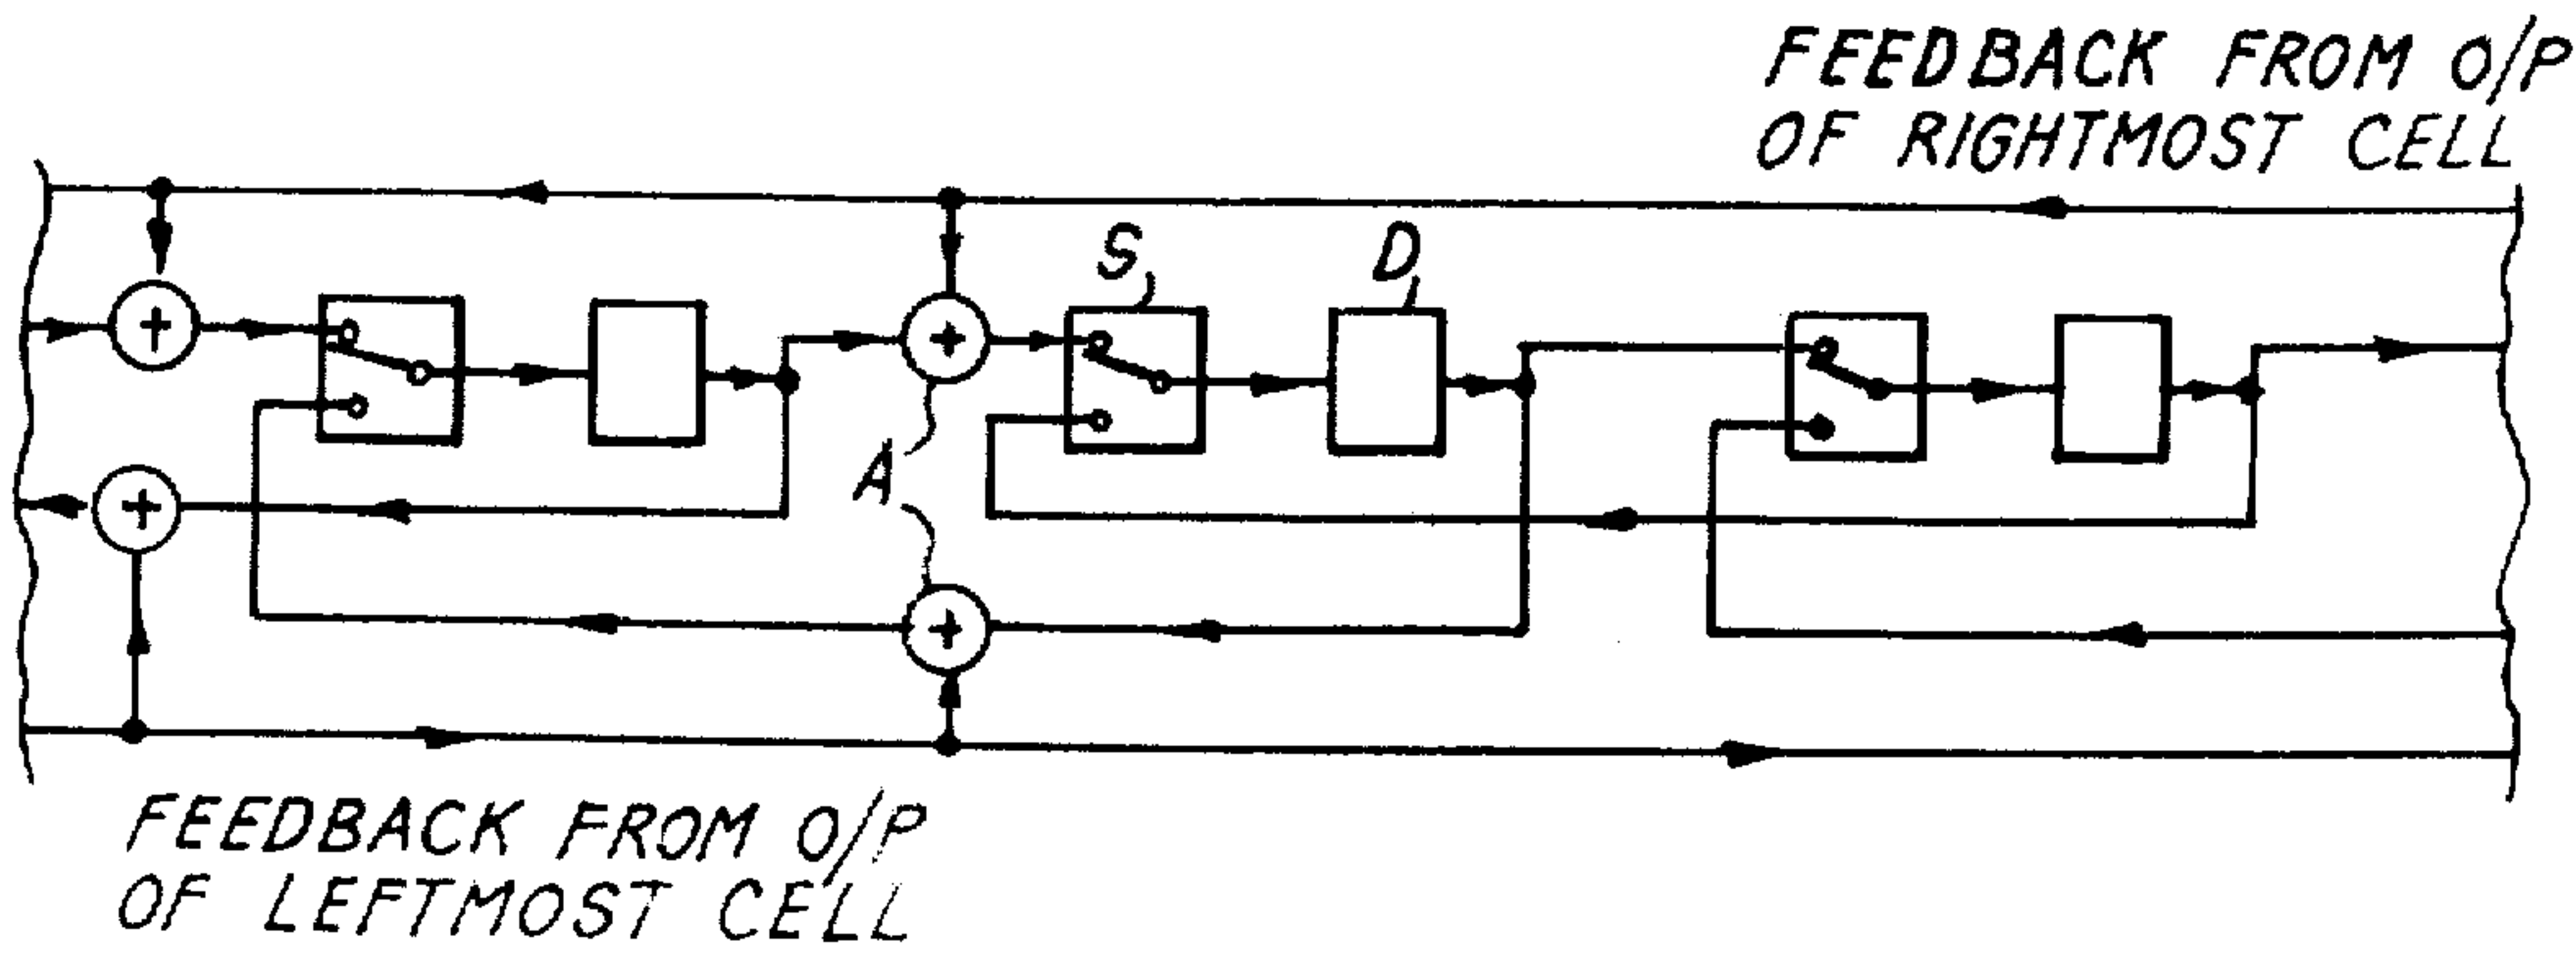 FEEDBACK FROM O/P
OF RIGHTMOST CELL
S
D
+
+
+
A
+
FEEDBACK FROM O/P
OF LEFTMOST CELL